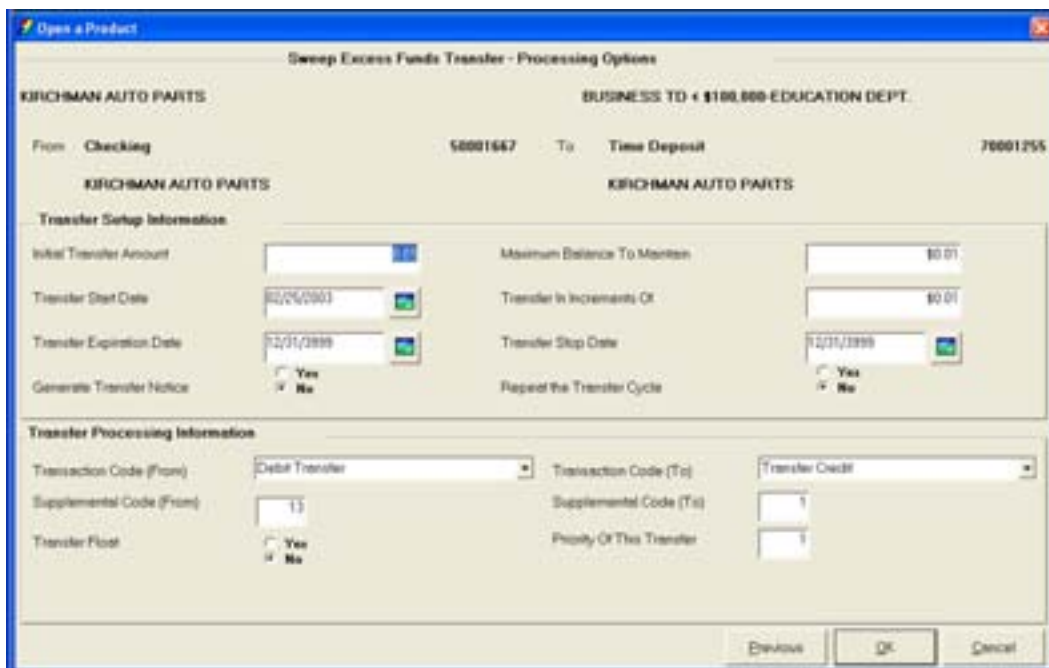 Open a Product
Sweep Excess Funds Transfer - Processing Options
KIRCHMAN AUTO PARTS BUSINESS TD < $100,000-EDUCATION DEPT.
From Checking 50001667 To Time Deposit 70001255
KIRCHMAN AUTO PARTS KIRCHMAN AUTO PARTS
Transfer Setup Information
Initial Transfer Amount Maximum Balance To Maintain $0.01
Transfer Start Date 02/25/2003 Transfer In Increments Of $0.01
Transfer Expiration Date 12/31/3999 Transfer Stop Date 12/31/3999
Generate Transfer Notice Yes No Repeat the Transfer Cycle Yes No
Transfer Processing Information
Transaction Code (From) Debit Transfer Transaction Code (To) Transfer Credit
Supplemental Code (From) 13 Supplemental Code (To) 1
Transfer Float Yes No Priority Of This Transfer 1
Previous OK Cancel